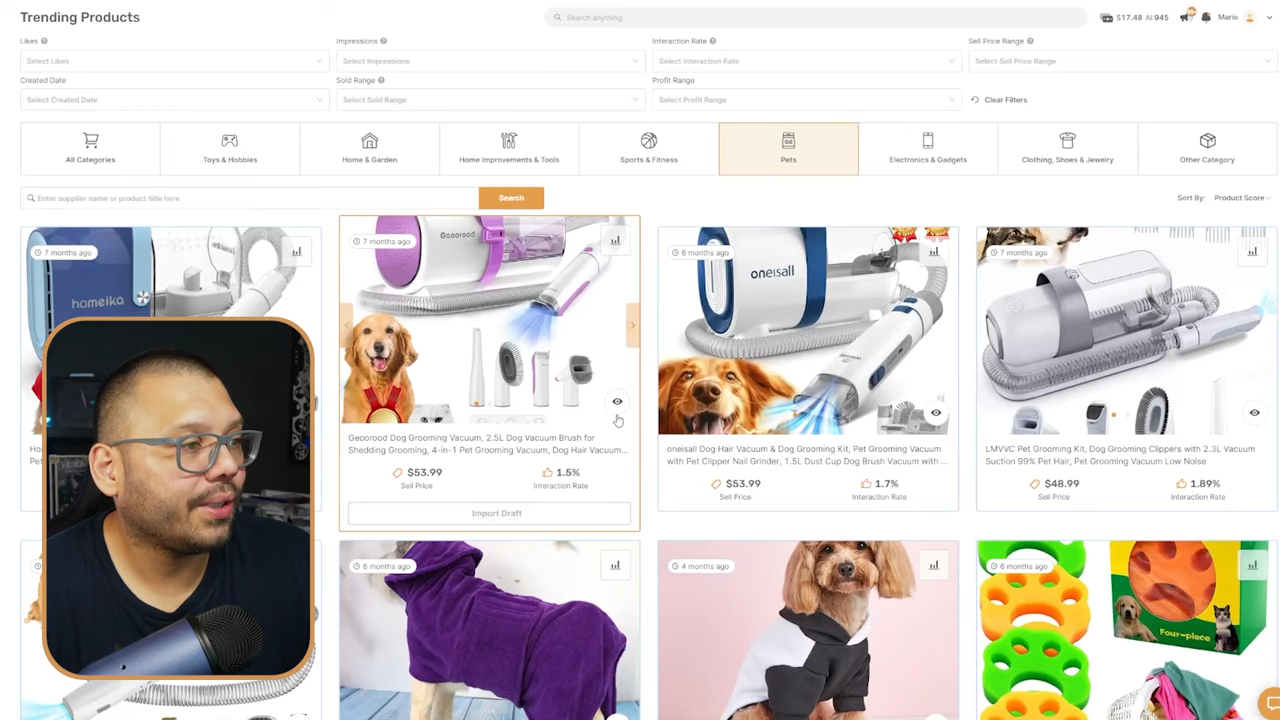 Trending Products
Search anything
$17.48 AI:945
Mario
Likes
Impressions
Interaction Rate
Sell Price Range
Select Likes
Select Impressions
Select Interaction Rate
Select Sell Price Range
Created Date
Sold Range
Profit Range
Select Created Date
Select Sold Range
Select Profit Range
Clear Filters
All Categories
Toys & Hobbies
Home & Garden
Home Improvements & Tools
Sports & Fitness
Pets
Electronics & Gadgets
Clothing, Shoes & Jewelry
Other Category
Enter supplier name or product title here
Search
Sort By: Product Score
7 months ago
homeika
7 months ago
Geoorood
Geoorood Dog Grooming Vacuum, 2.5L Dog Vacuum Brush for
Shedding Grooming, 4-in-1 Pet Grooming Vacuum, Dog Hair Vacuum...
$53.99
Sell Price
1.5%
Interaction Rate
Import Draft
6 months ago
oneisall
oneisall Dog Hair Vacuum & Dog Grooming Kit, Pet Grooming Vacuum
with Pet Clipper Nail Grinder, 1.5L Dust Cup Dog Brush Vacuum with ...
$53.99
Sell Price
1.7%
Interaction Rate
7 months ago
LMVVC Pet Grooming Kit, Dog Grooming Clippers with 2.3L Vacuum
Suction 99% Pet Hair, Pet Grooming Vacuum Low Noise
$48.99
Sell Price
1.89%
Interaction Rate
6 months ago
4 months ago
6 months ago
Four-piece